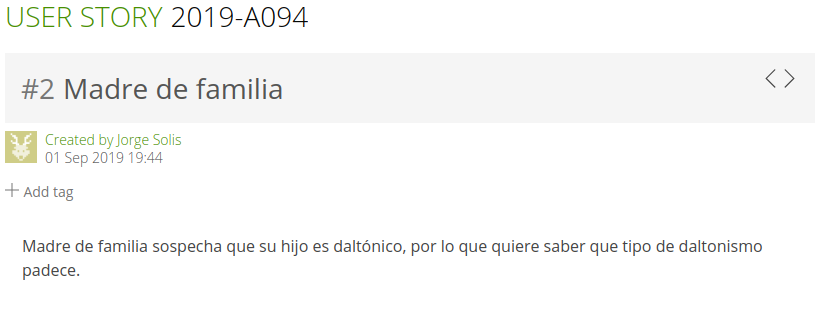 USER STORY 2019-A094
#2 Madre de familia
Created by Jorge Solis
01 Sep 2019 19:44
Add tag
Madre de familia sospecha que su hijo es daltónico, por lo que quiere saber que tipo de daltonismo
padece.